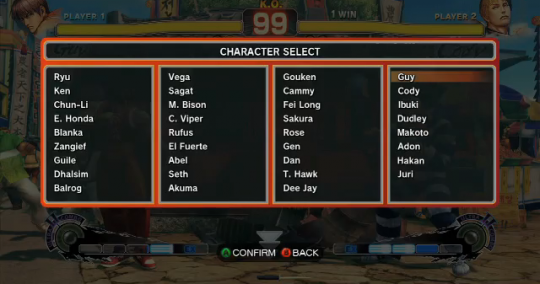 PLAYER 1
K.O.
99
1 WIN
PLAYER 2
CHARACTER SELECT
Ryu
Ken
Chun-Li
E. Honda
Blanka
Zangief
Guile
Dhalsim
Balrog
Vega
Sagat
M. Bison
C. Viper
Rufus
El Fuerte
Abel
Seth
Akuma
Gouken
Cammy
Fei Long
Sakura
Rose
Gen
Dan
T. Hawk
Dee Jay
Guy
Cody
Ibuki
Dudley
Makoto
Adon
Hakan
Juri
A CONFIRM B BACK